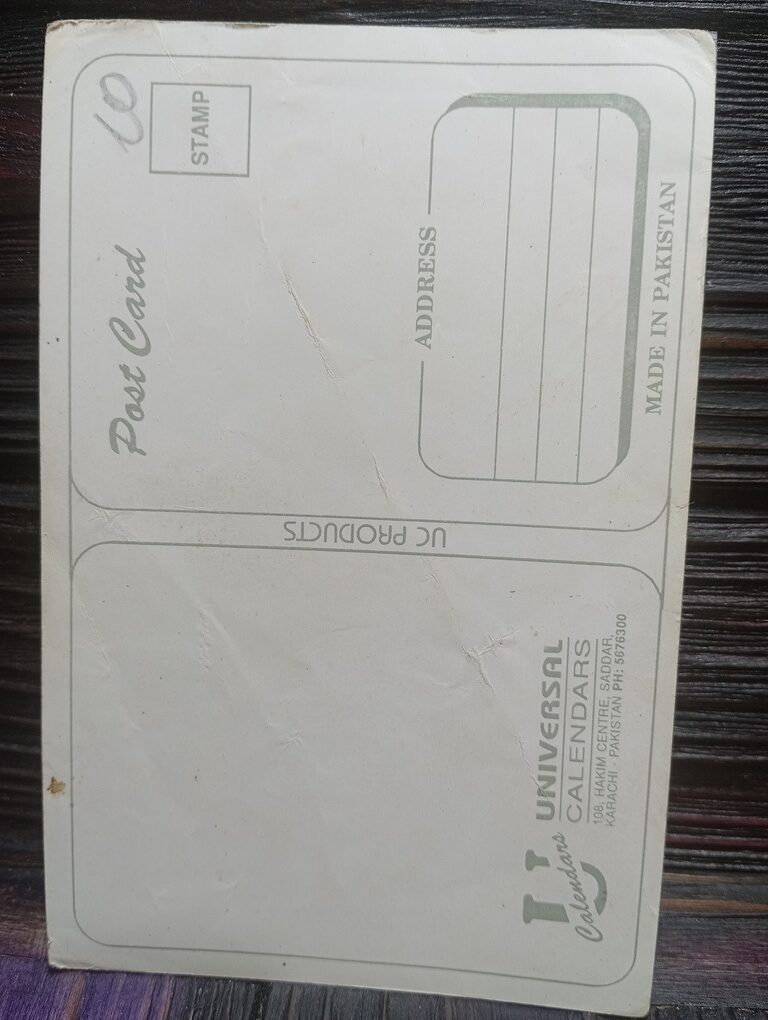 10
STAMP
Post Card
ADDRESS
MADE IN PAKISTAN
UC PRODUCTS
U
Calendars
UNIVERSAL
CALENDARS
108, HAKIM CENTRE, SADDAR,
KARACHI - PAKISTAN PH: 5676300